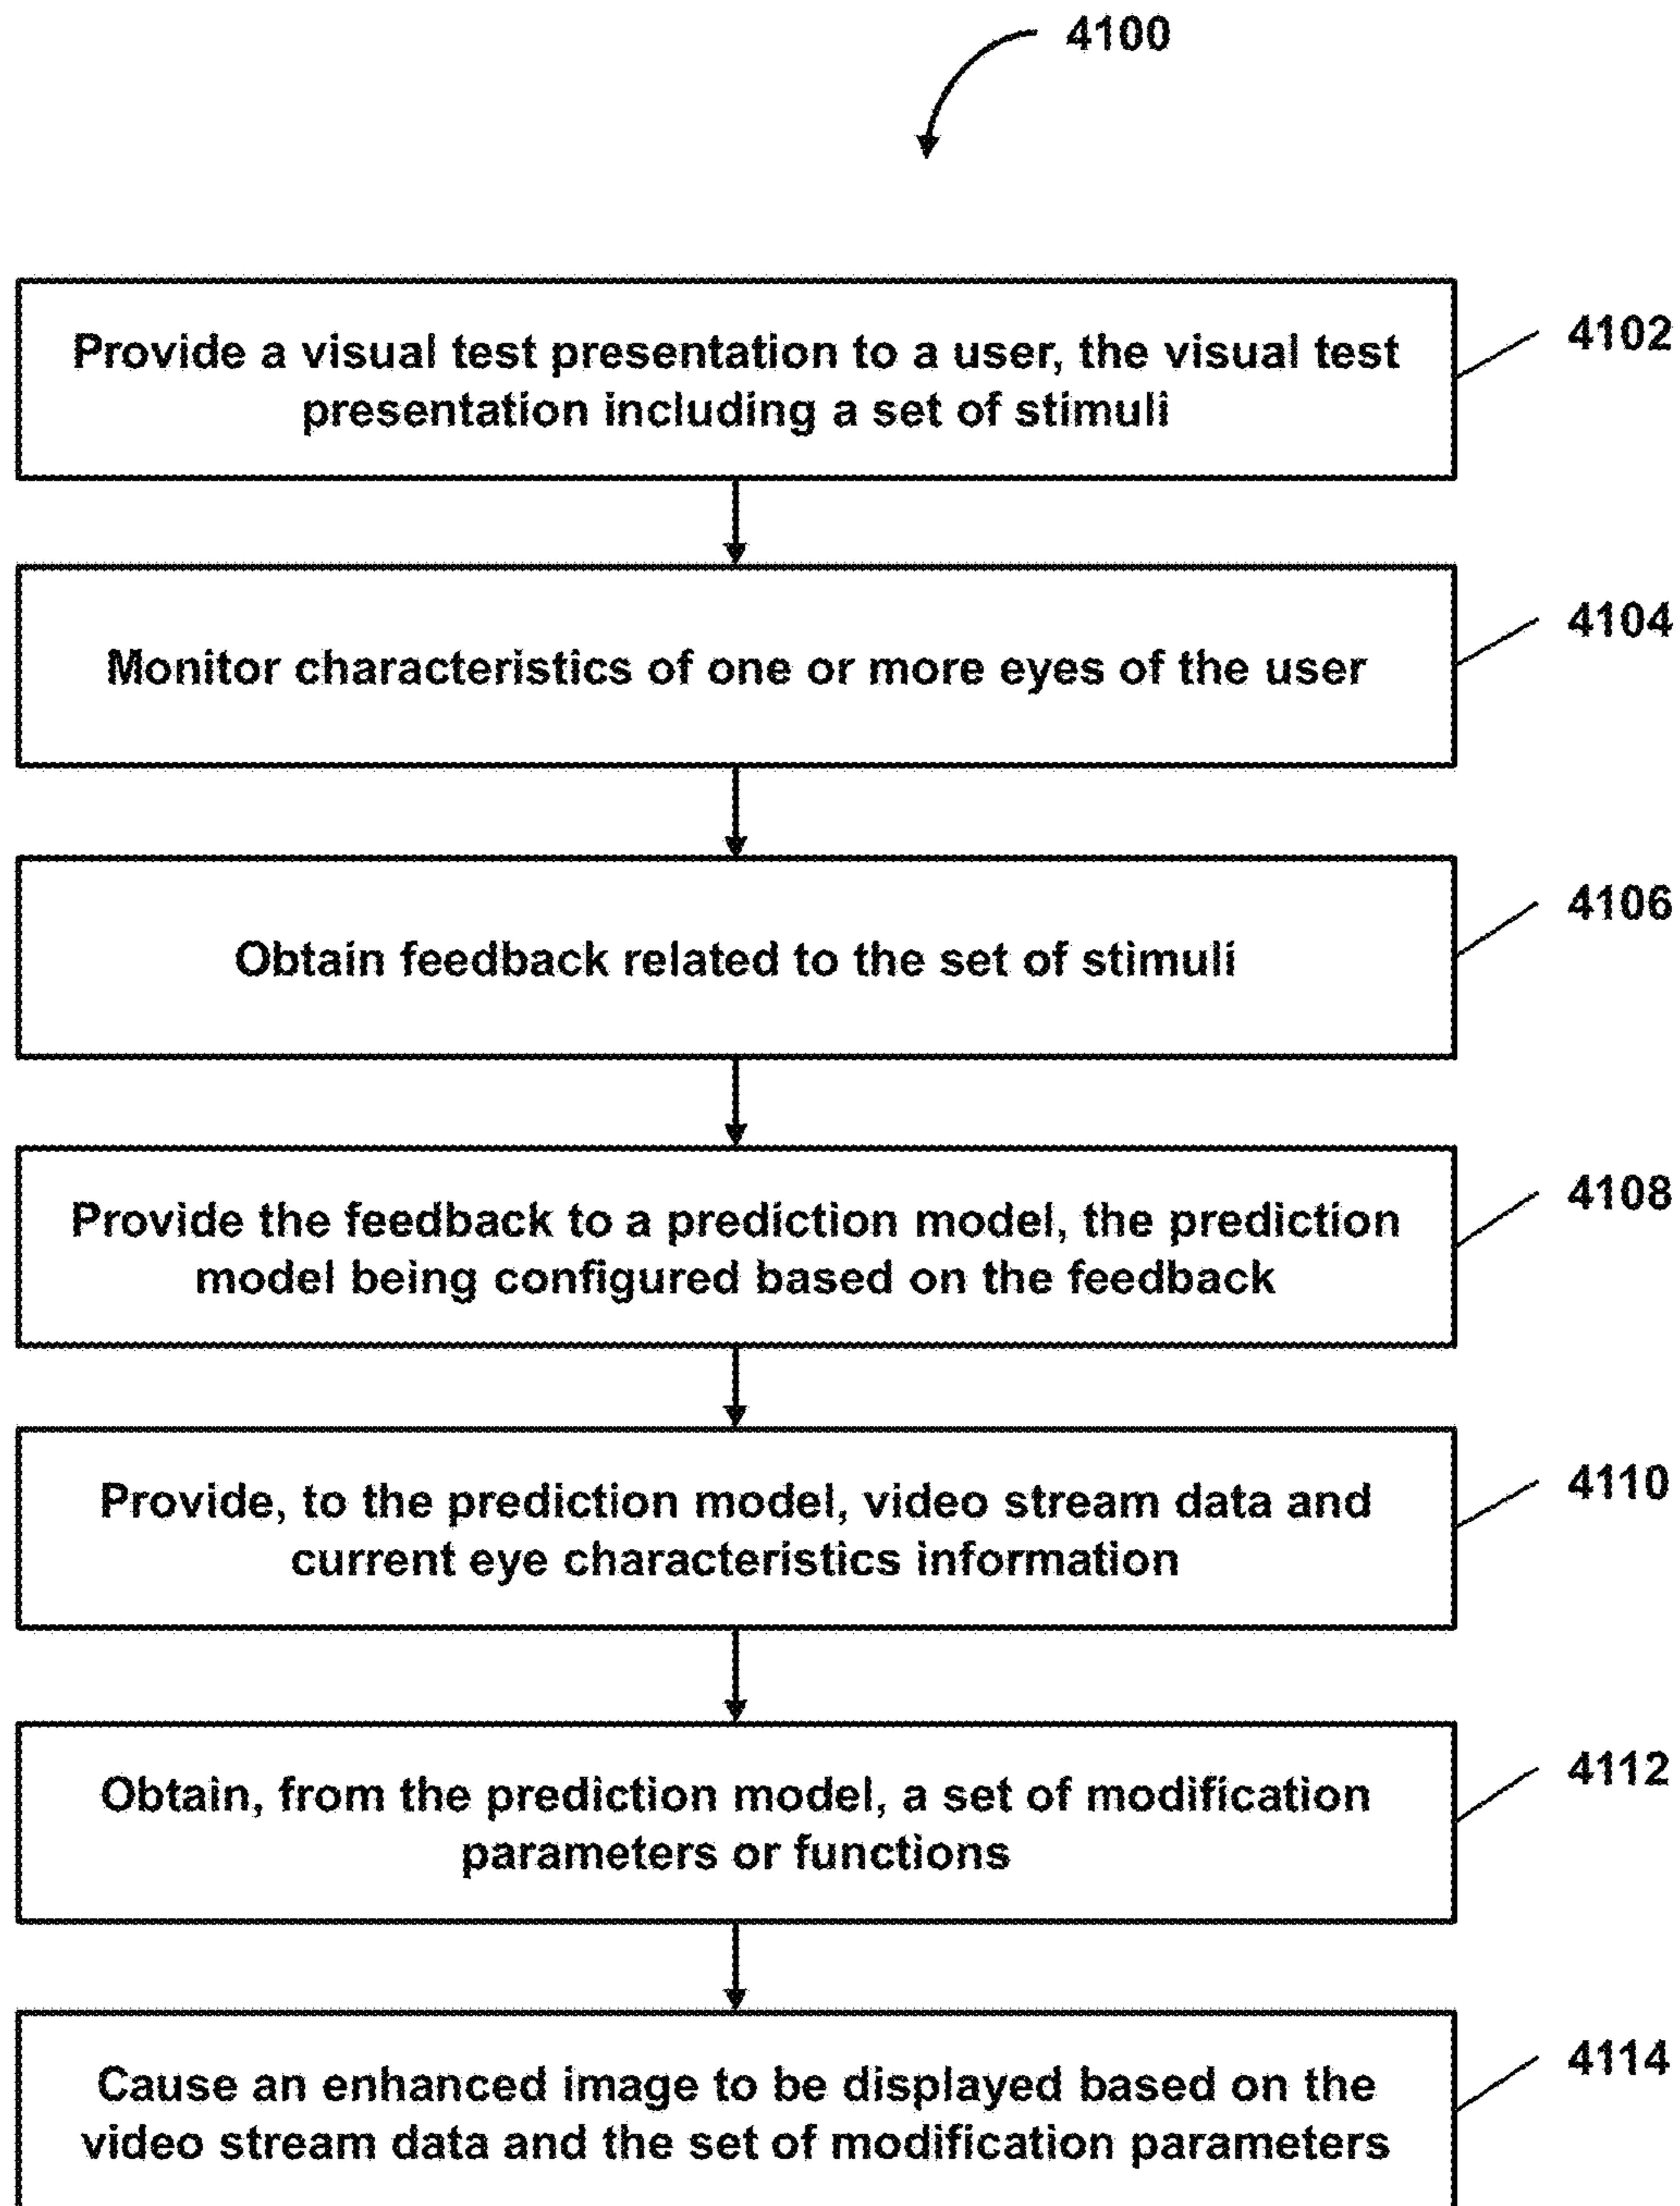 4100
Provide a visual test presentation to a user, the visual test
presentation including a set of stimuli
4102
Monitor characteristics of one or more eyes of the user
4104
Obtain feedback related to the set of stimuli
4106
Provide the feedback to a prediction model, the prediction
model being configured based on the feedback
4108
Provide, to the prediction model, video stream data and
current eye characteristics information
4110
Obtain, from the prediction model, a set of modification
parameters or functions
4112
Cause an enhanced image to be displayed based on the
video stream data and the set of modification parameters
4114